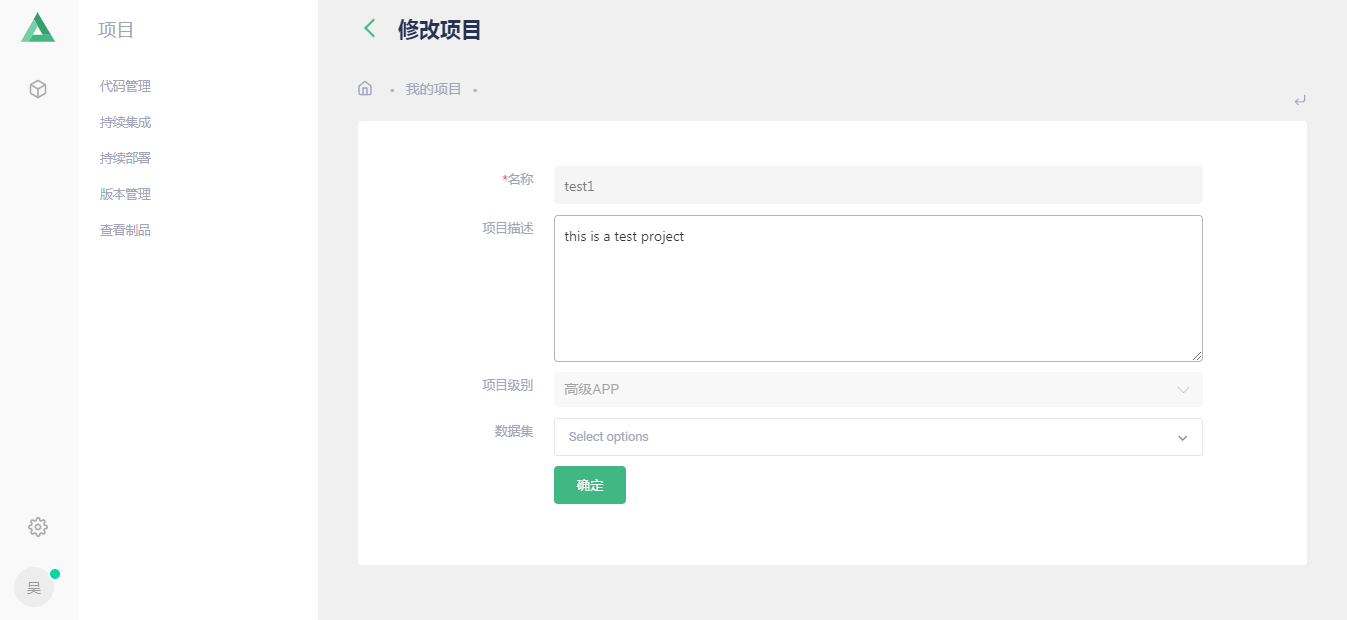 项目
代码管理
持续集成
持续部署
版本管理
查看制品
吴
修改项目
我的项目
*名称
test1
项目描述
this is a test project
项目级别
高级APP
数据集
Select options
确定